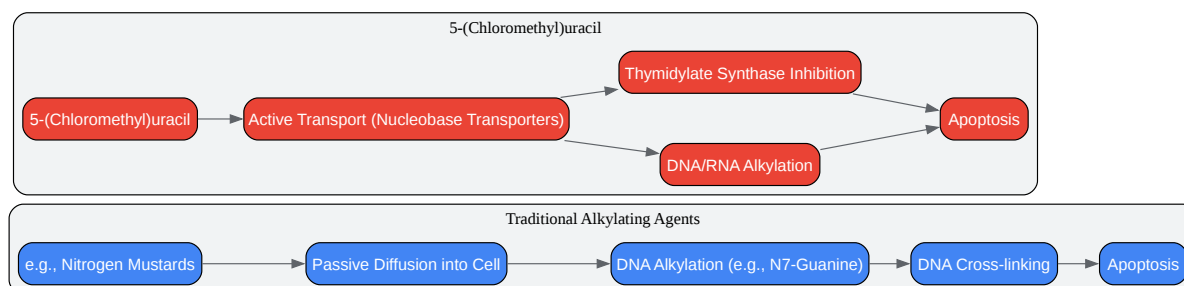 5-(Chloromethyl)uracil
Thymidylate Synthase Inhibition
5-(Chloromethyl)uracil
Active Transport (Nucleobase Transporters)
Apoptosis
DNA/RNA Alkylation
Traditional Alkylating Agents
e.g., Nitrogen Mustards
Passive Diffusion into Cell
DNA Alkylation (e.g., N7-Guanine)
DNA Cross-linking
Apoptosis